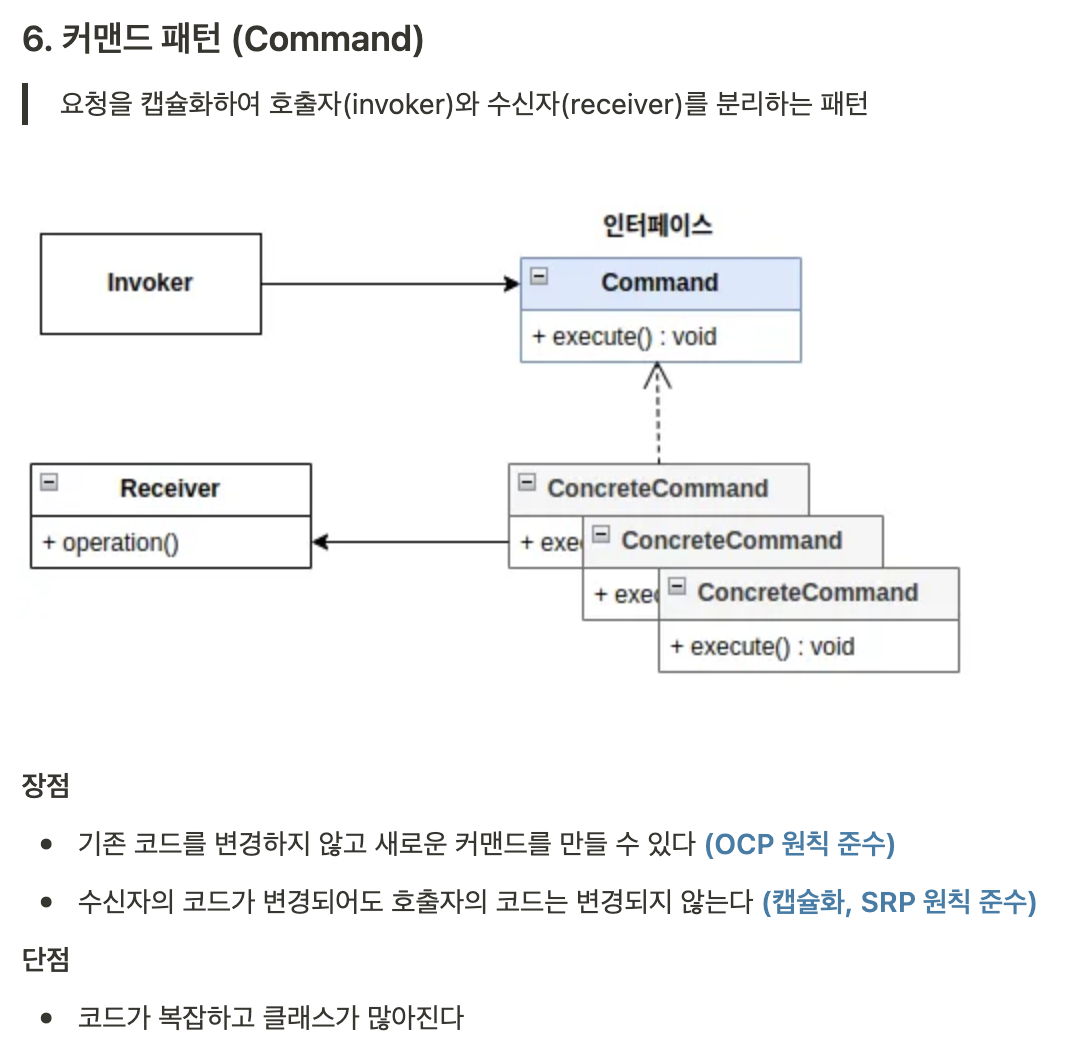 6. 커맨드 패턴 (Command)
요청을 캡슐화하여 호출자(invoker)와 수신자(receiver)를 분리하는 패턴
인터페이스
Invoker
Command
+ execute() : void
Receiver
+ operation()
ConcreteCommand
+ exe
ConcreteCommand
+ exe
ConcreteCommand
+ execute() : void
장점
기존 코드를 변경하지 않고 새로운 커맨드를 만들 수 있다 (OCP 원칙 준수)
수신자의 코드가 변경되어도 호출자의 코드는 변경되지 않는다 (캡슐화, SRP 원칙 준수)
단점
코드가 복잡하고 클래스가 많아진다